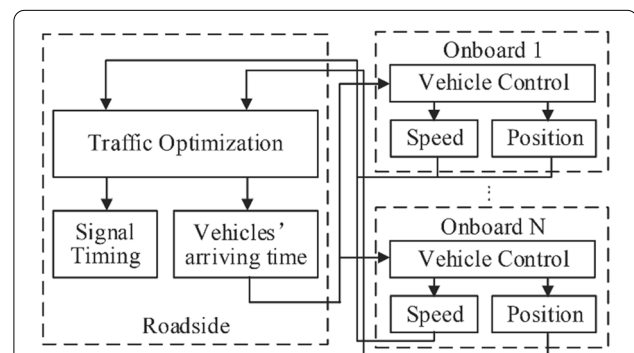 Onboard 1
Vehicle Control
Speed
Position
Traffic Optimization
Signal
Timing
Vehicles’
arriving time
Roadside
Onboard N
Vehicle Control
Speed
Position